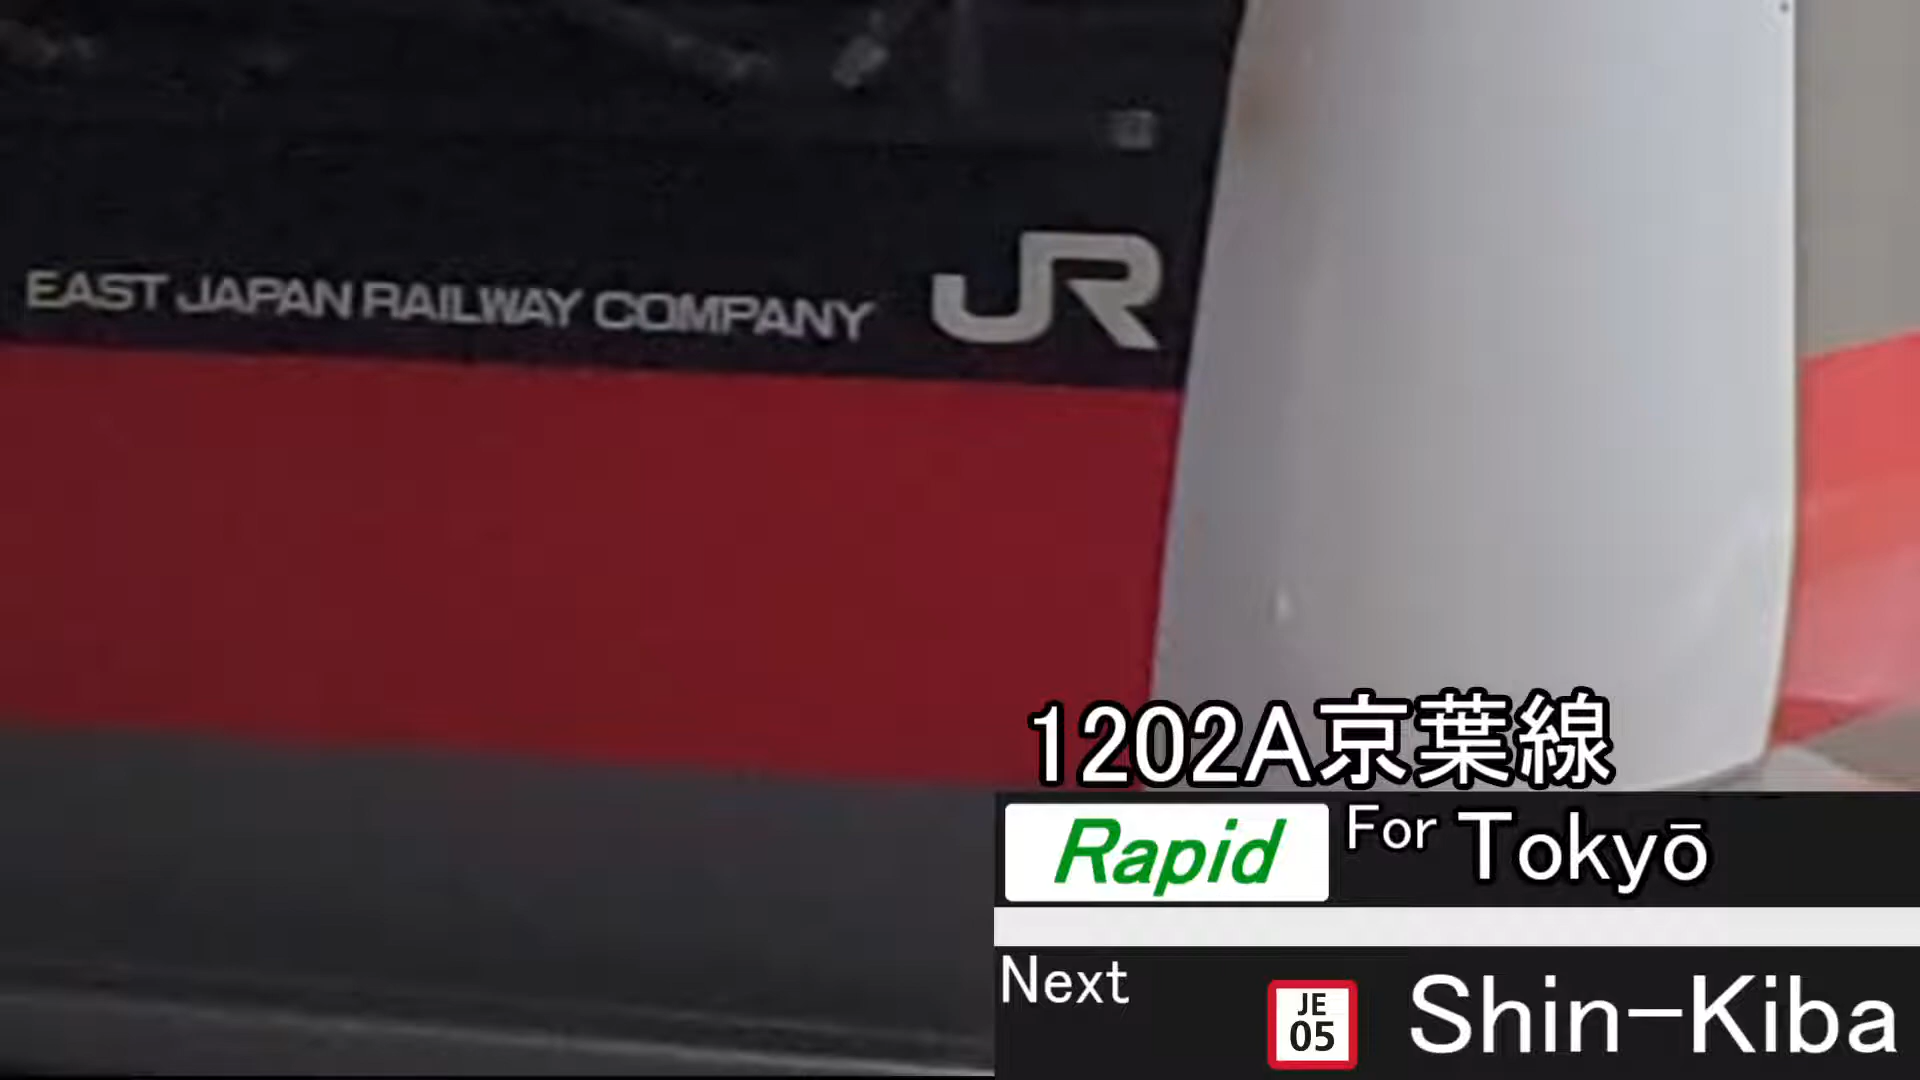 EAST JAPAN RAILWAY COMPANY JR
1202A京葉線
Rapid For Tokyō
Next
JE
05
Shin-Kiba